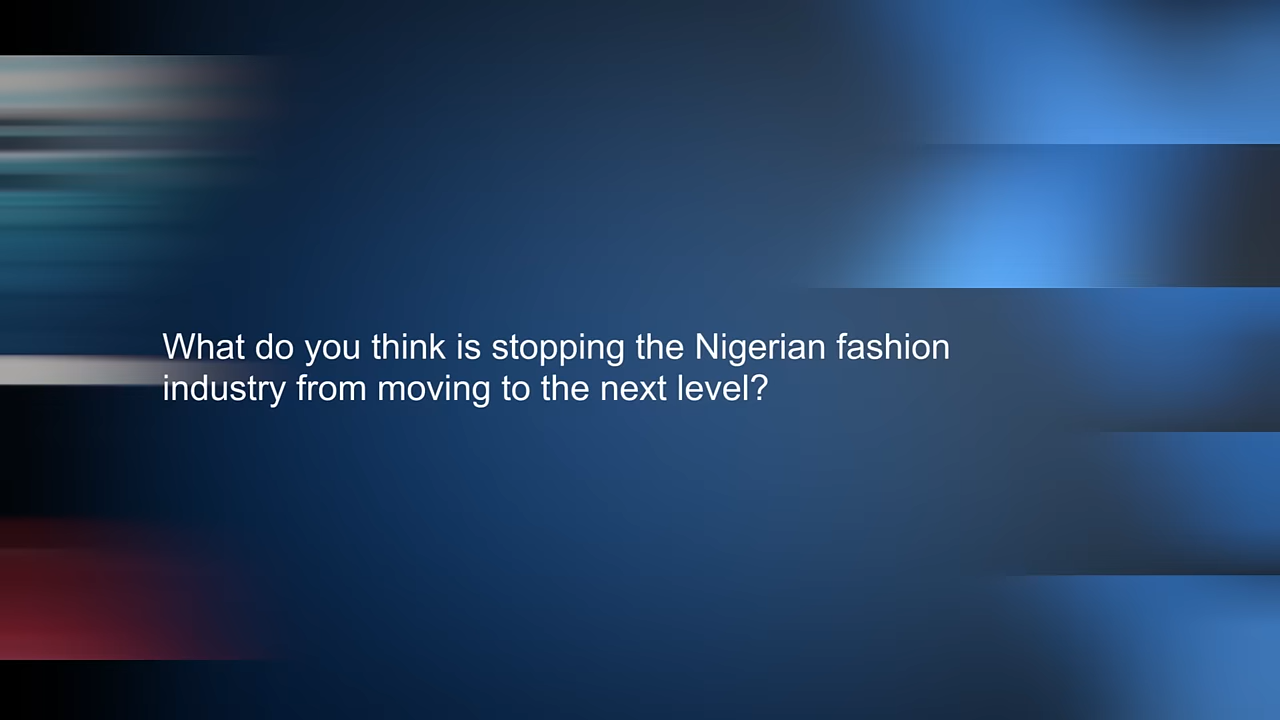 What do you think is stopping the Nigerian fashion
industry from moving to the next level?